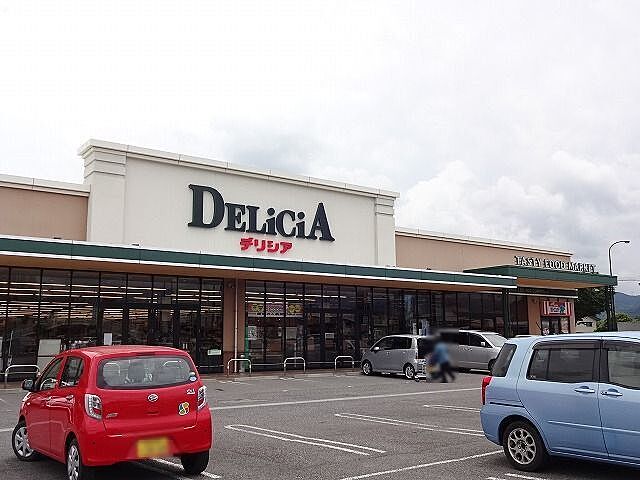 DELiCiA
デリシア
TASTY FOOD MARKET